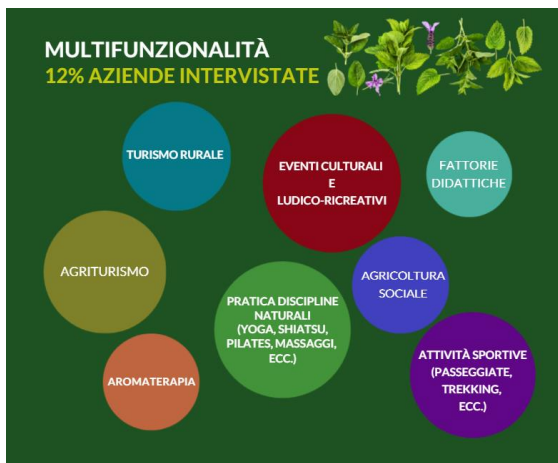 MULTIFUNZIONALITÀ
12% AZIENDE INTERVISTATE
TURISMO RURALE
EVENTI CULTURALI
E
LUDICO-RICREATIVI
FATTORIE
DIDATTICHE
AGRITURISMO
AGRICOLTURA
SOCIALE
PRATICA DISCIPLINE
NATURALI
(YOGA, SHIATSU,
PILATES, MASSAGGI,
ECC.)
ATTIVITÀ SPORTIVE
(PASSEGGIATE,
TREKKING,
ECC.)
AROMATERAPIA